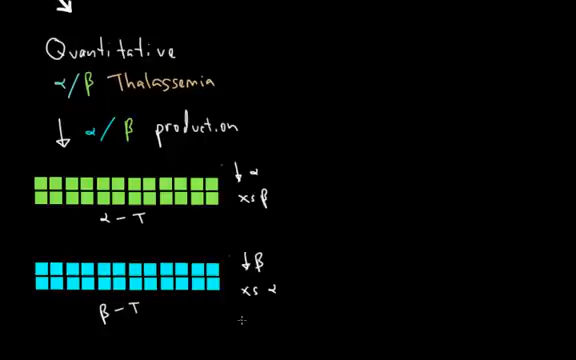 Quantitative
α/β Thalassemia
↓ α/β production
↓ α
xs β
α - T
↓ β
xs α
β - T